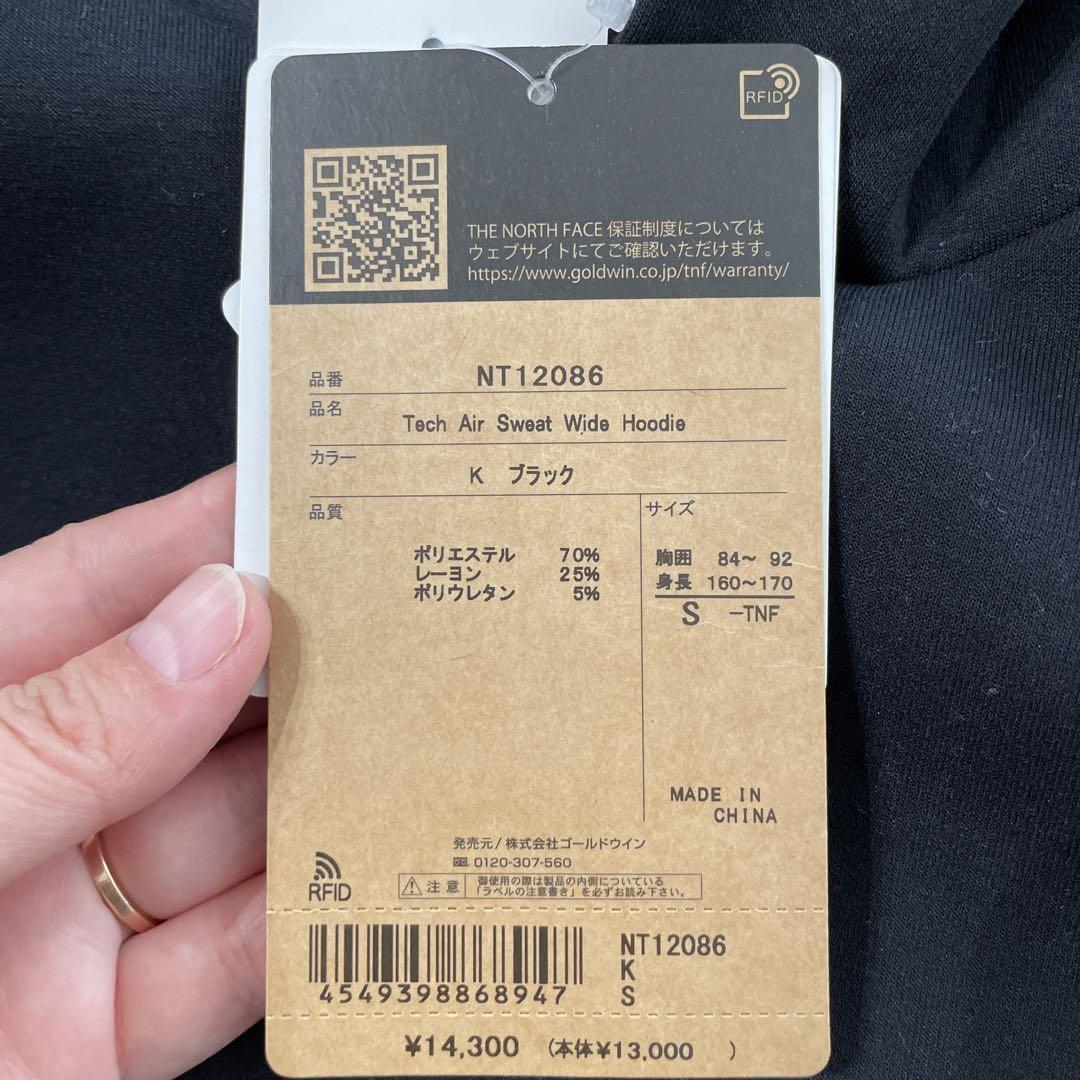 RFID
THE NORTH FACE 保証制度については
ウェブサイトにてご確認いただけます。
https://www.goldwin.co.jp/tnf/warranty/
品番 NT12086
品名 Tech Air Sweat Wide Hoodie
カラー K ブラック
品質
ポリエステル 70%
レーヨン 25%
ポリウレタン 5%
サイズ
胸囲 84～ 92
身長 160～170
S -TNF
MADE IN
CHINA
発売元/株式会社ゴールドウイン
0120-307-560
RFID
注意
御使用の際は製品の内側についている
「ラベルの注意書き」を必ずお読み下さい。
4549398868947
NT12086
K
S
¥14,300 (本体¥13,000 )